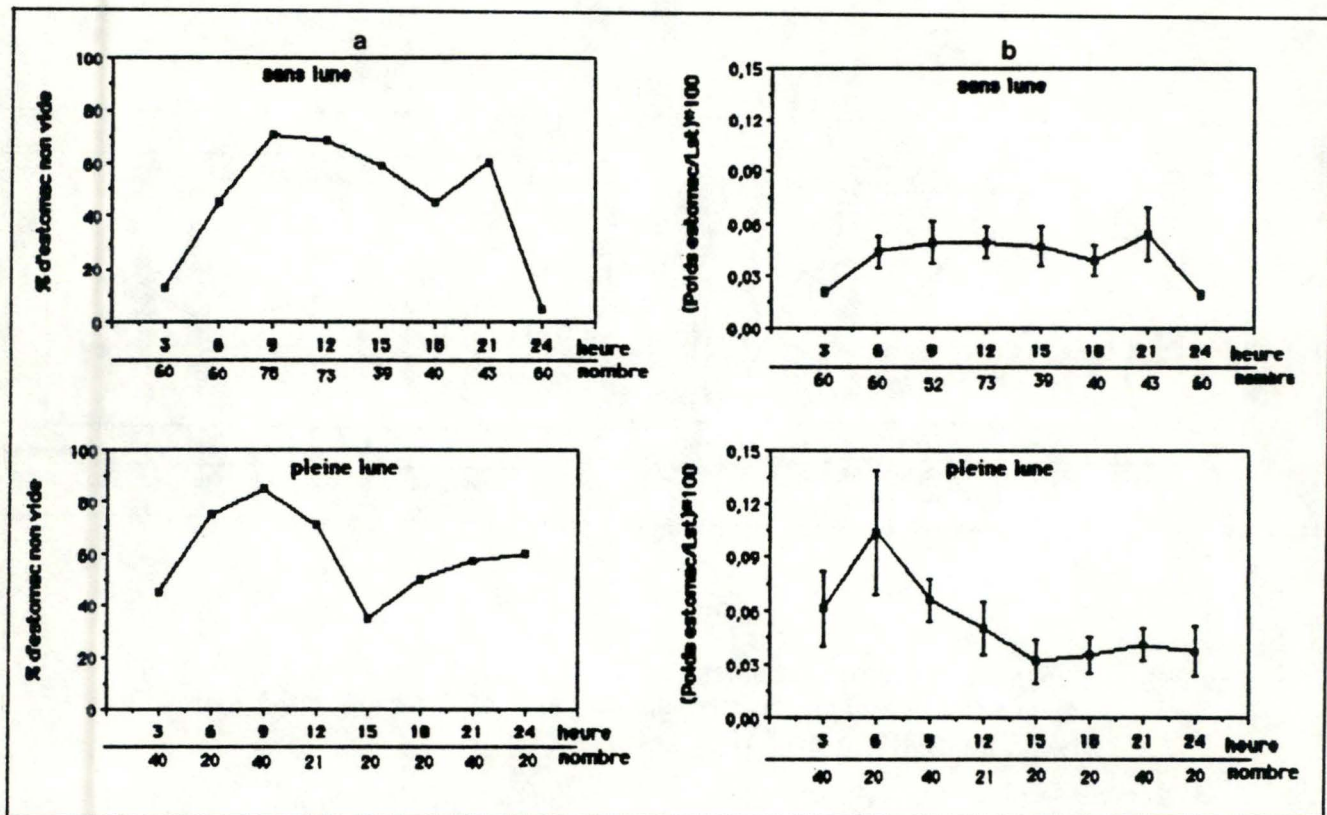 a
sans lune
% d'estomac non vide
100
80
60
40
20
0
3 6 9 12 15 18 21 24 heure
60 60 76 73 39 40 43 60 nombre
b
sans lune
(Poids estomac/Lst)*100
0,15
0,12
0,09
0,06
0,03
0,00
3 6 9 12 15 18 21 24 heure
60 60 52 73 39 40 43 60 nombre
pleine lune
% d'estomac non vide
100
80
60
40
20
0
3 6 9 12 15 18 21 24 heure
40 20 40 21 20 20 40 20 nombre
pleine lune
(Poids estomac/Lst)*100
0,15
0,12
0,09
0,06
0,03
0,00
3 6 9 12 15 18 21 24 heure
40 20 40 21 20 20 40 20 nombre